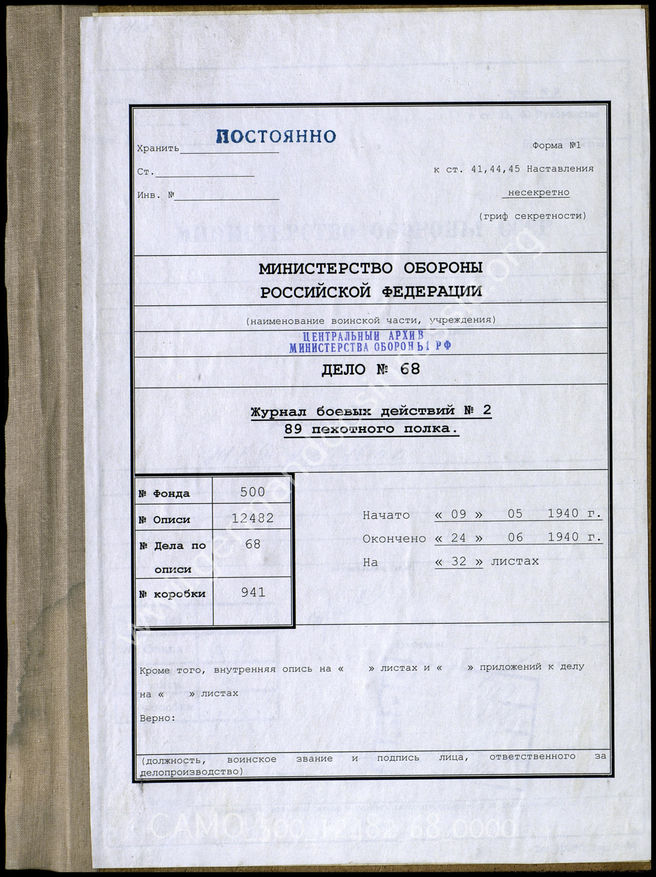 ПОСТОЯННО
Хранить
Форма №1
Ст.
к ст. 41,44,45 Наставления
Инв. №
несекретно
(гриф секретности)
МИНИСТЕРСТВО ОБОРОНЫ
РОССИЙСКОЙ ФЕДЕРАЦИИ
(наименование воинской части, учреждения)
ЦЕНТРАЛЬНЫЙ АРХИВ
МИНИСТЕРСТВА ОБОРОНЫ РФ
ДЕЛО № 68
Журнал боевых действий № 2
89 пехотного полка.
№ Фонда 500
№ Описи 12482
№ Дела по описи 68
№ коробки 941
Начато « 09 » 05 1940 г.
Окончено « 24 » 06 1940 г.
На « 32 » листах
Кроме того, внутренняя опись на « » листах и « » приложений к делу
на « » листах
Верно:
(должность, воинское звание и подпись лица, ответственного за
делопроизводство)
САМО 500_12482_68_0000